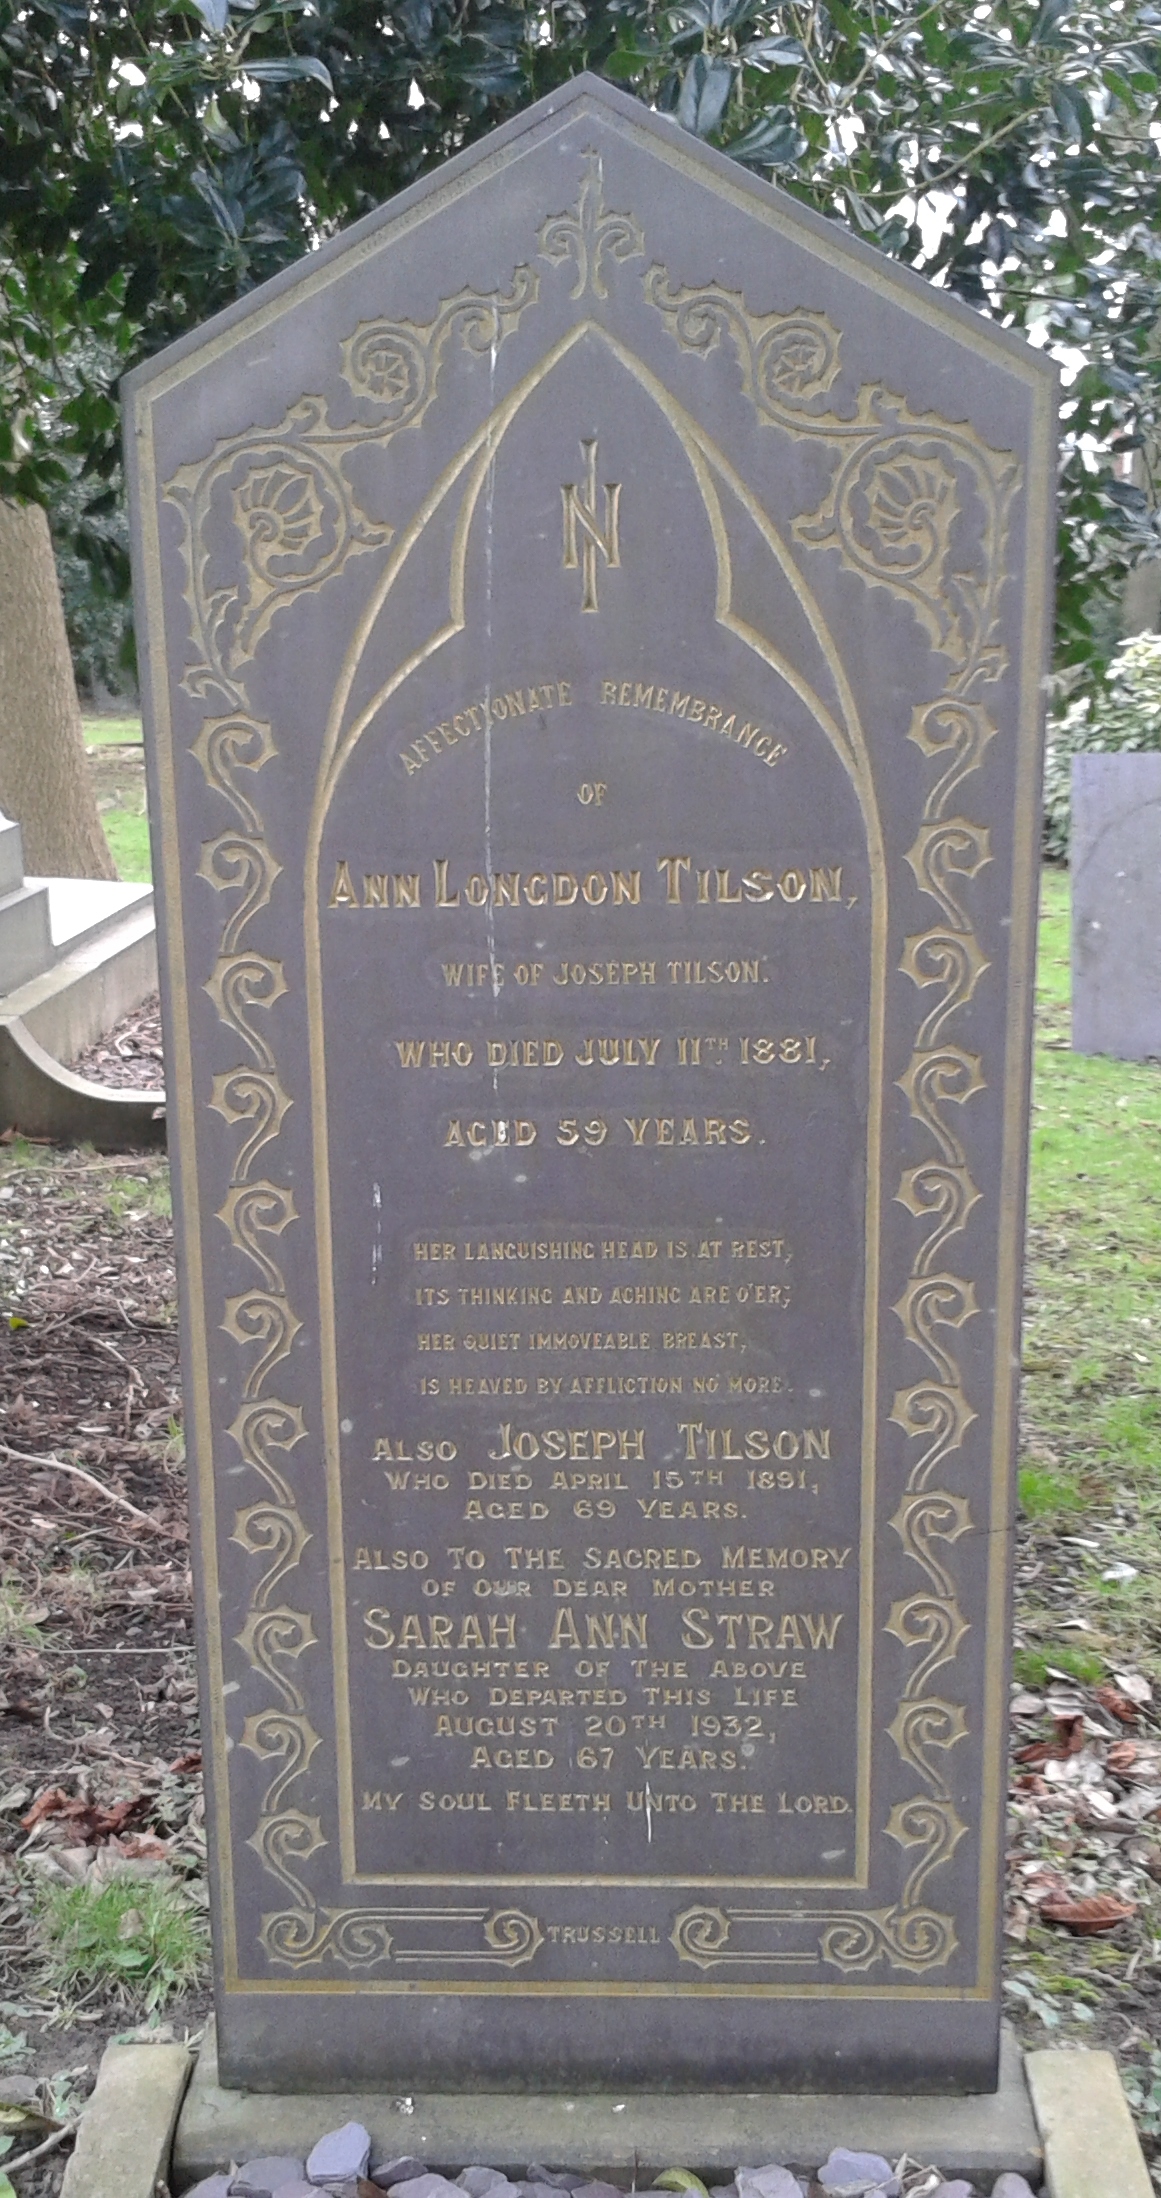 IN
AFFECTIONATE REMEMBRANCE
OF
ANN LONGDON TILSON,
WIFE OF JOSEPH TILSON.
WHO DIED JULY 11TH 1881,
AGED 59 YEARS.
HER LANGUISHING HEAD IS AT REST,
ITS THINKING AND ACHING ARE O'ER;
HER QUIET IMMOVEABLE BREAST,
IS HEAVED BY AFFLICTION NO MORE.
ALSO JOSEPH TILSON
WHO DIED APRIL 15TH 1891,
AGED 69 YEARS.
ALSO TO THE SACRED MEMORY
OF OUR DEAR MOTHER
SARAH ANN STRAW
DAUGHTER OF THE ABOVE
WHO DEPARTED THIS LIFE
AUGUST 20TH 1932,
AGED 67 YEARS.
MY SOUL FLEETH UNTO THE LORD.
TRUSSELL